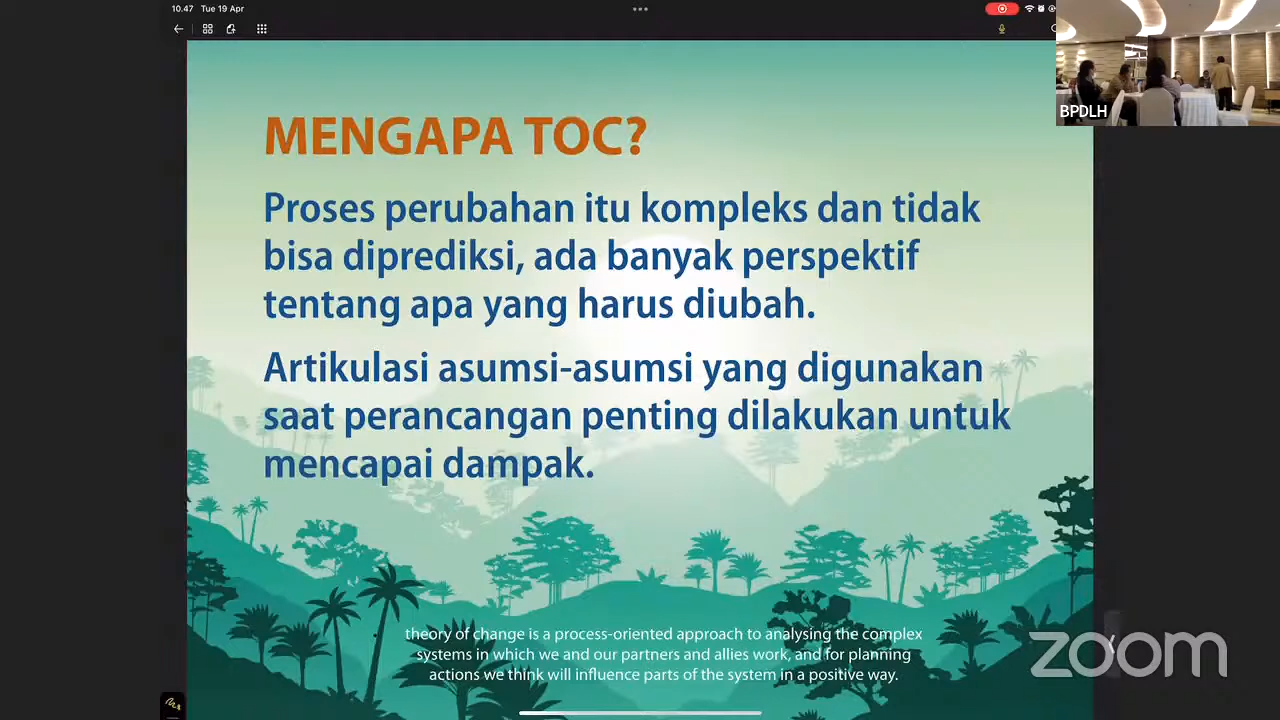 10.47 Tue 19 Apr
BPDLH
MENGAPA TOC?
Proses perubahan itu kompleks dan tidak
bisa diprediksi, ada banyak perspektif
tentang apa yang harus diubah.
Artikulasi asumsi-asumsi yang digunakan
saat perancangan penting dilakukan untuk
mencapai dampak.
theory of change is a process-oriented approach to analysing the complex
systems in which we and our partners and allies work, and for planning
actions we think will influence parts of the system in a positive way.
zoom